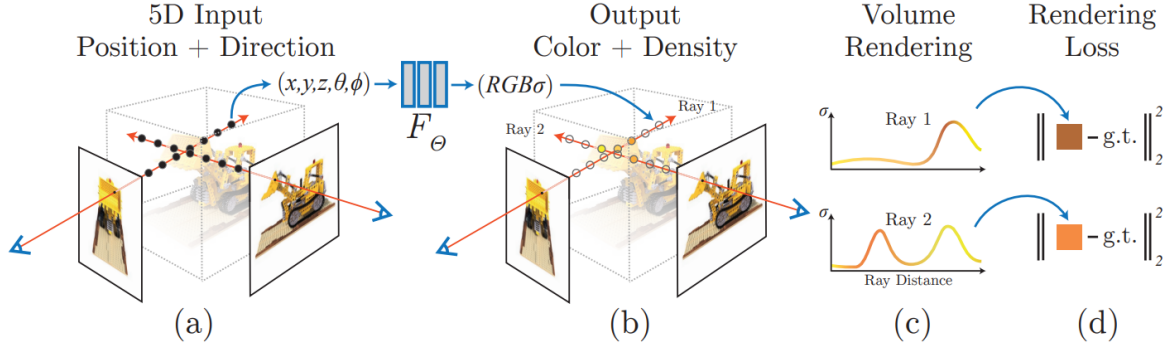 5D Input
Position + Direction
Output
Color + Density
Volume
Rendering
Rendering
Loss
(x,y,z,θ,ϕ)
F_Θ
(RGBσ)
Ray 1
Ray 2
σ
Ray 1
‖ - g.t. ‖₂²
σ
Ray 2
‖ - g.t. ‖₂²
Ray Distance
(a)
(b)
(c)
(d)